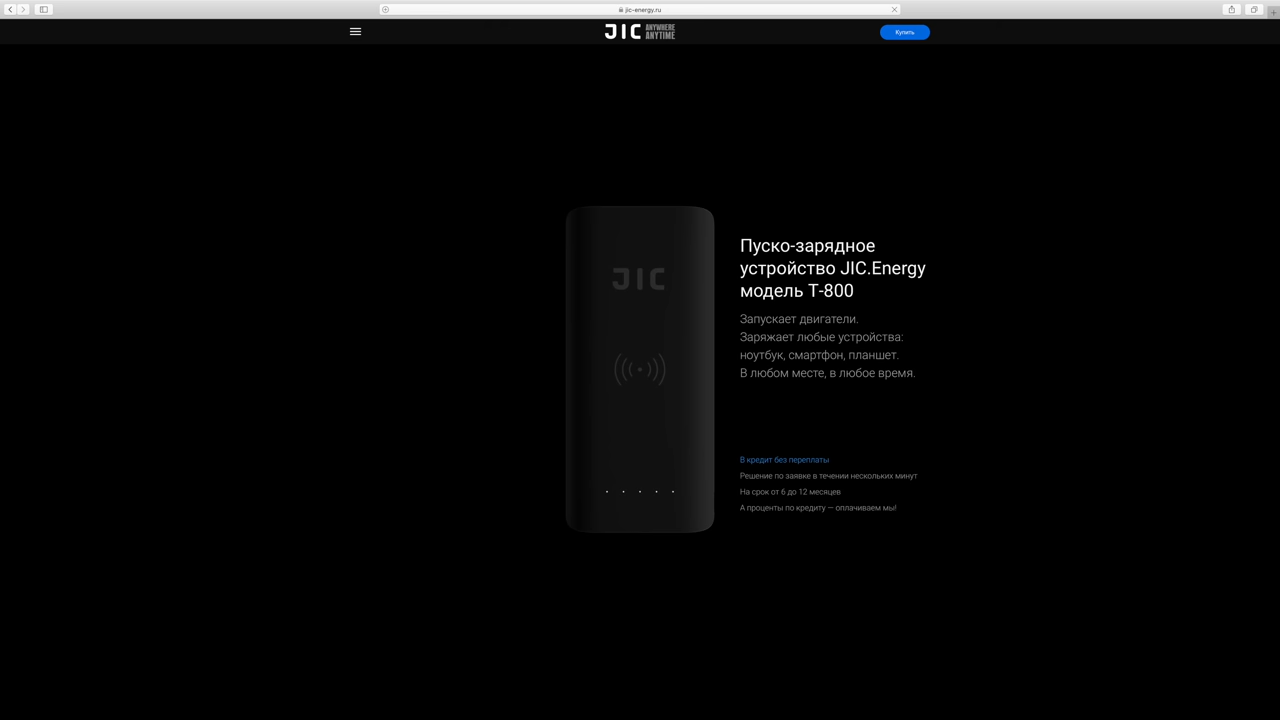 jic-energy.ru
JIC ANYWHERE
ANYTIME
Купить
JIC
Пуско-зарядное
устройство JIC.Energy
модель T-800
Запускает двигатели.
Заряжает любые устройства:
ноутбук, смартфон, планшет.
В любом месте, в любое время.
В кредит без переплаты
Решение по заявке в течении нескольких минут
На срок от 6 до 12 месяцев
А проценты по кредиту — оплачиваем мы!